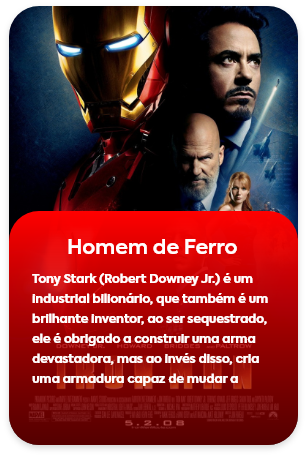 Homem de Ferro
Tony Stark (Robert Downey Jr.) é um
industrial bilionário, que também é um
brilhante inventor, ao ser sequestrado,
ele é obrigado a construir uma arma
devastadora, mas ao invés disso, cria
uma armadura capaz de mudar a
IRON MAN
5.2.08